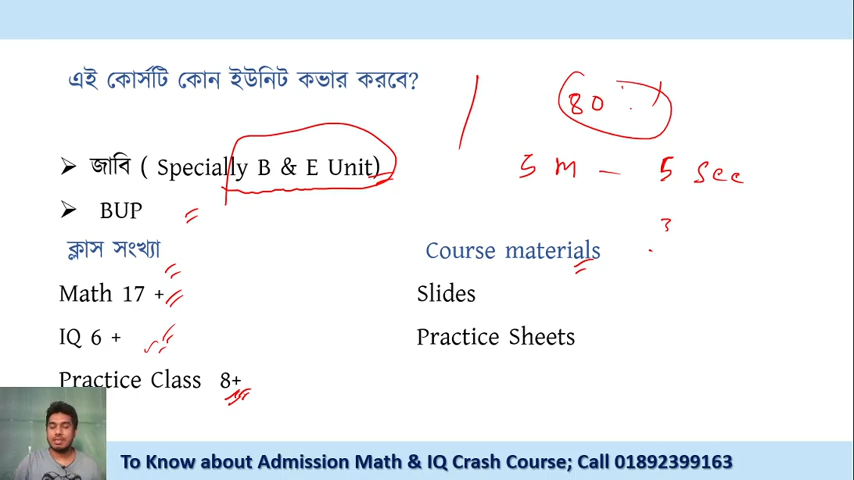 এই কোর্সটি কোন ইউনিট কভার করবে?
80 %
জাবি ( Specially B & E Unit)
5 M — 5 Sec
BUP
3
ক্লাস সংখ্যা
Course materials
Math 17 +
Slides
IQ 6 +
Practice Sheets
Practice Class 8+
To Know about Admission Math & IQ Crash Course; Call 01892399163